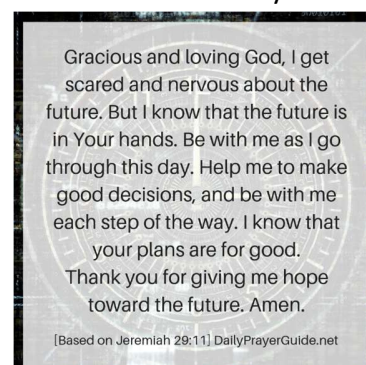 Gracious and loving God, I get
scared and nervous about the
future. But I know that the future is
in Your hands. Be with me as I go
through this day. Help me to make
good decisions, and be with me
each step of the way. I know that
your plans are for good.
Thank you for giving me hope
toward the future. Amen.
[Based on Jeremiah 29:11] DailyPrayerGuide.net